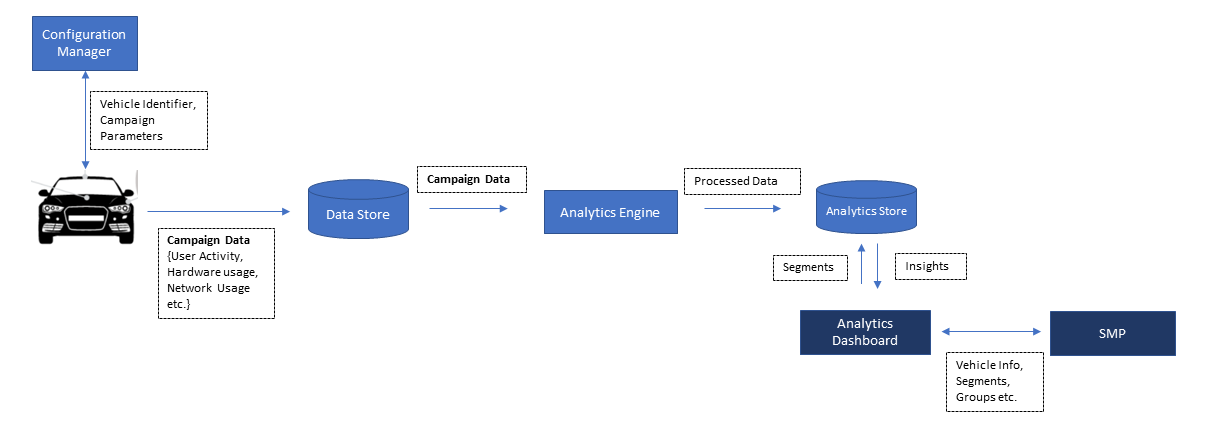 Configuration
Manager
Vehicle Identifier,
Campaign
Parameters
Data Store
Campaign Data
{User Activity,
Hardware usage,
Network Usage
etc.}
Campaign Data
Analytics Engine
Processed Data
Analytics Store
Segments
Insights
Analytics
Dashboard
SMP
Vehicle Info,
Segments,
Groups etc.